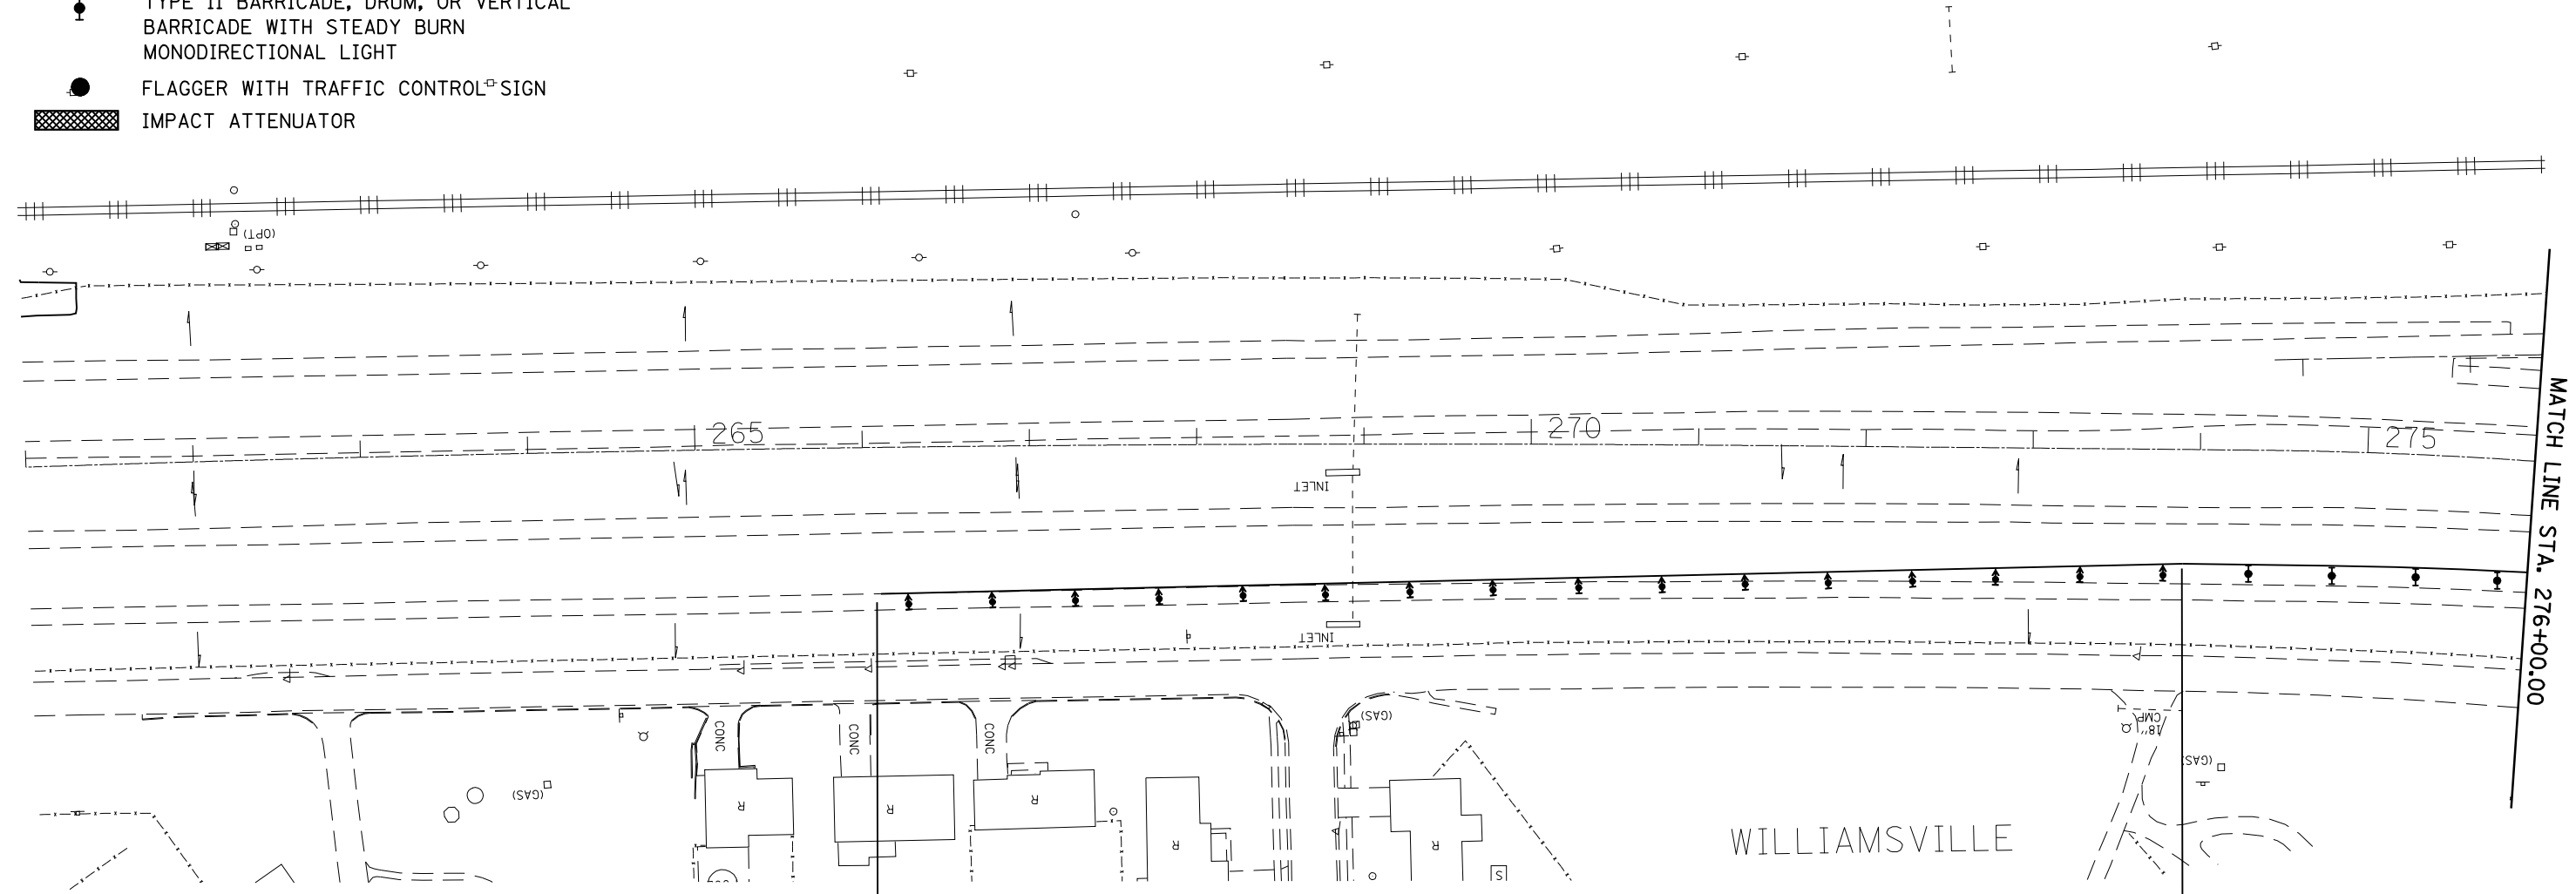 TYPE II BARRICADE, DRUM, OR VERTICAL
BARRICADE WITH STEADY BURN
MONODIRECTIONAL LIGHT
FLAGGER WITH TRAFFIC CONTROL SIGN
IMPACT ATTENUATOR
(OPT)
265
270
275
INLET
INLET
MATCH LINE STA. 276+00.00
CONC
CONC
CONC
(GAS)
18" CMP(
(GAS)
(GAS)
R
R
R
R
R
S
WILLIAMSVILLE